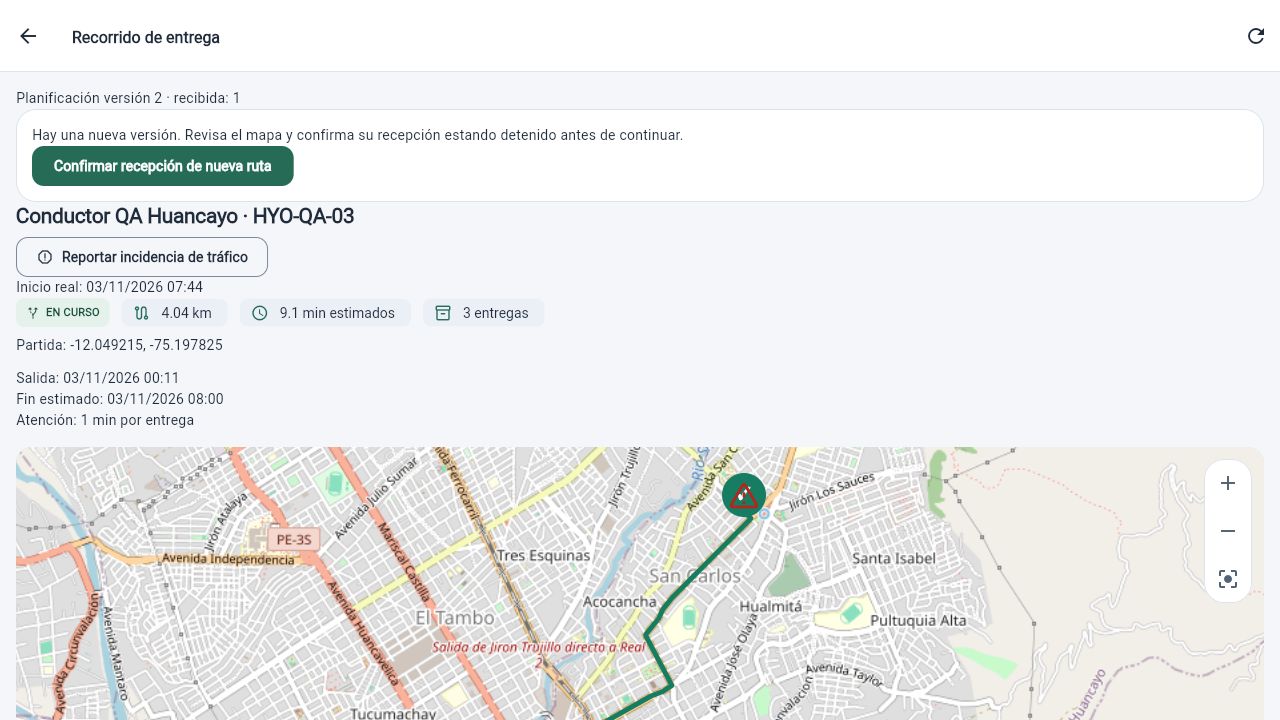 Recorrido de entrega
Planificación versión 2 · recibida: 1
Hay una nueva versión. Revisa el mapa y confirma su recepción estando detenido antes de continuar.
Confirmar recepción de nueva ruta
Conductor QA Huancayo · HYO-QA-03
Reportar incidencia de tráfico
Inicio real: 03/11/2026 07:44
EN CURSO
4.04 km
9.1 min estimados
3 entregas
Partida: -12.049215, -75.197825
Salida: 03/11/2026 00:11
Fin estimado: 03/11/2026 08:00
Atención: 1 min por entrega
Jirón Atalaya
Avenida Julio Sumar
Jirón Trujillo
Avenida San C
Jirón Los Sauces
PE-3S
Avenida Independencia
Mariscal Castilla
Tres Esquinas
Santa Isabel
San Carlos
Acocancha
Hualmitá
Pultuquia Alta
El Tambo
Avenida Huancavelica
Avenida Circunvalación
Avenida Mantaro
Salida de Jiron Trujillo directo a Real
2
Avenida José Olaya
Avenida Taylor
Huancayo
Tucumachay